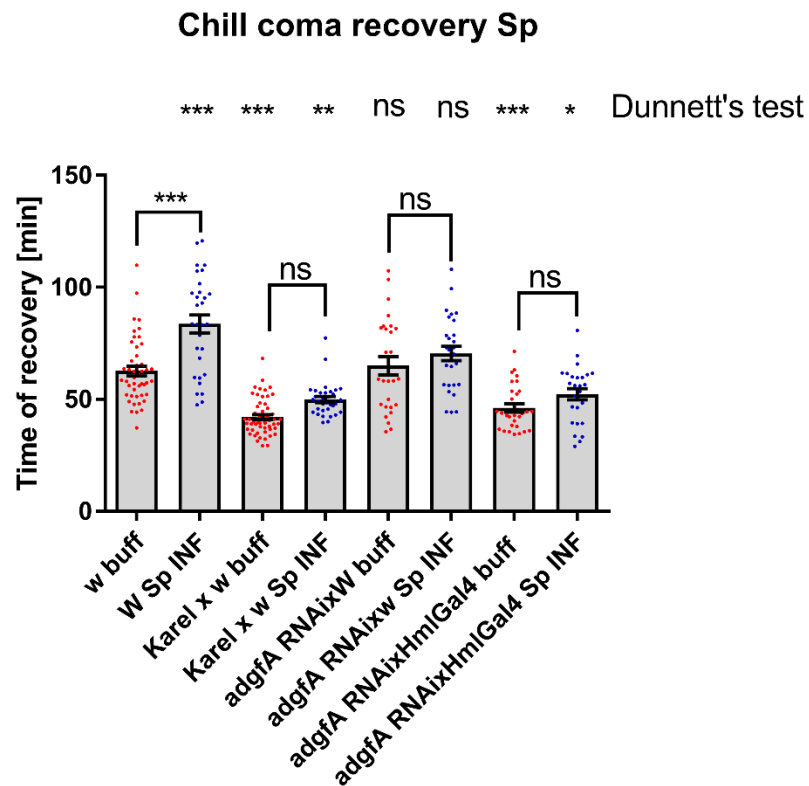 Chill coma recovery Sp
*** *** ** ns ns *** * Dunnett's test
Time of recovery [min]
150
100
50
0
***
ns
ns
ns
w buff
W Sp INF
Karel x w buff
Karel x w Sp INF
adgfA RNAixW buff
adgfA RNAixw Sp INF
adgfA RNAixHmlGal4 buff
adgfA RNAixHmlGal4 Sp INF